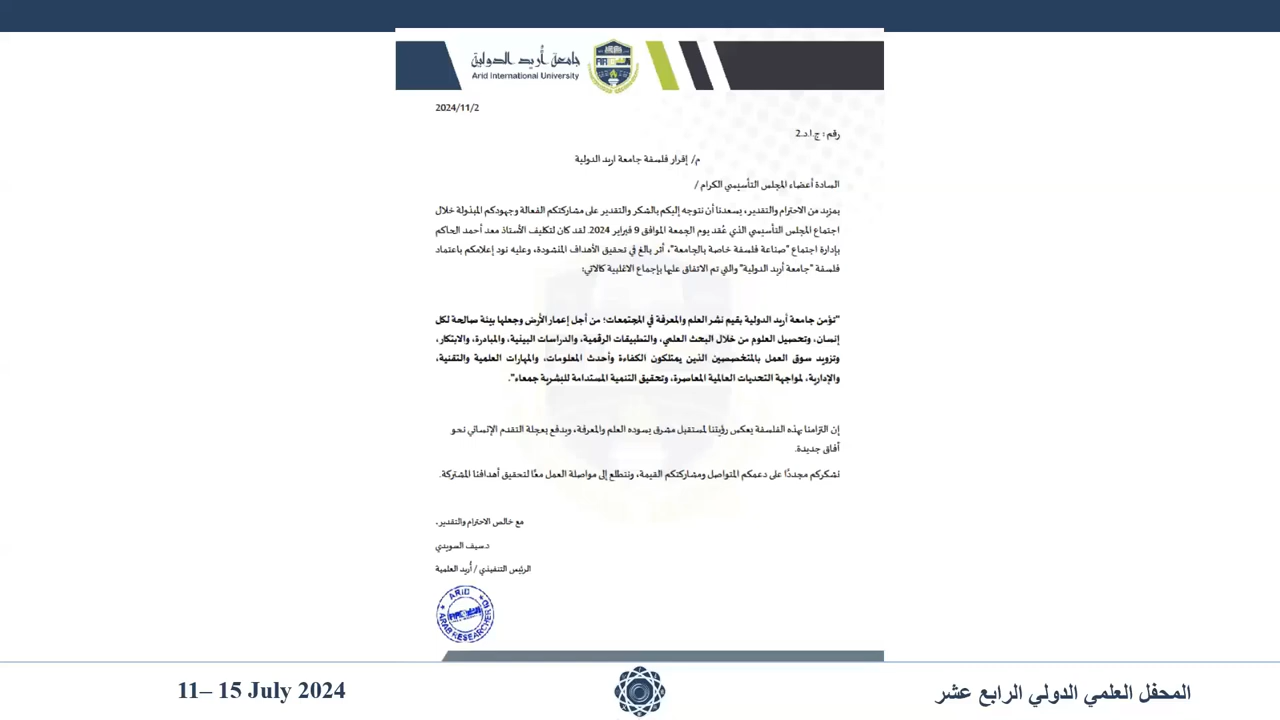 جامعة أريد الدولية
Arid International University
2024/11/2
رقم : ج.ا.د.2
م/ إقرار فلسفة جامعة اريد الدولية
السادة أعضاء المجلس التأسيسي الكرام /
بمزيد من الاحترام والتقدير، يسعدنا أن نتوجه إليكم بالشكر والتقدير على مشاركتكم الفعالة وجهودكم المبذولة خلال
اجتماع المجلس التأسيسي الذي عُقد يوم الجمعة الموافق 9 فبراير 2024. لقد كان لتكليف الأستاذ معد أحمد الحاكم
بإدارة اجتماع "صناعة فلسفة خاصة بالجامعة"، أثر بالغ في تحقيق الأهداف المنشودة، وعليه نود إعلامكم باعتماد
فلسفة "جامعة أريد الدولية" والتي تم الاتفاق عليها بإجماع الاغلبية كالاتي:
"تؤمن جامعة أريد الدولية بقيم نشر العلم والمعرفة في المجتمعات؛ من أجل إعمار الأرض وجعلها بيئة صالحة لكل
إنسان، وتحصيل العلوم من خلال البحث العلمي، والتطبيقات الرقمية، والدراسات البينية، والمبادرة، والابتكار،
وتزويد سوق العمل بالمتخصصين الذين يمتلكون الكفاءة وأحدث المعلومات، والمهارات العلمية والتقنية،
والإدارية، لمواجهة التحديات العالمية المعاصرة، وتحقيق التنمية المستدامة للبشرية جمعاء".
إن التزامنا بهذه الفلسفة يعكس رؤيتنا لمستقبل مشرق يسوده العلم والمعرفة، ويدفع بعجلة التقدم الإنساني نحو
آفاق جديدة.
نشكركم مجددًا على دعمكم المتواصل ومشاركتكم القيمة، ونتطلع إلى مواصلة العمل معًا لتحقيق أهدافنا المشتركة.
مع خالص الاحترام والتقدير،
د.سيف السويدي
الرئيس التنفيذي / أُريد العلمية
ARID
ARAB RESEARCHER ID
11– 15 July 2024
المحفل العلمي الدولي الرابع عشر